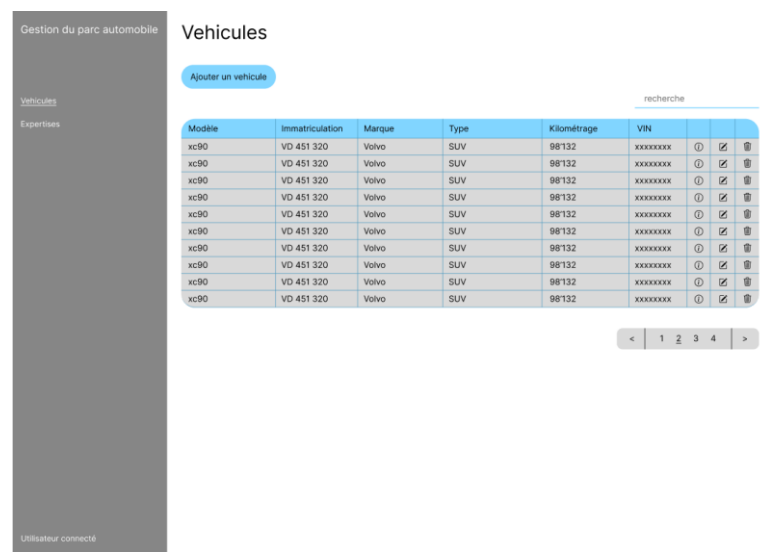 Gestion du parc automobile
Vehicules
Ajouter un vehicule
Vehicules
Expertises
recherche
Modèle Immatriculation Marque Type Kilométrage VIN
xc90 VD 451 320 Volvo SUV 98'132 xxxxxxxx
xc90 VD 451 320 Volvo SUV 98'132 xxxxxxxx
xc90 VD 451 320 Volvo SUV 98'132 xxxxxxxx
xc90 VD 451 320 Volvo SUV 98'132 xxxxxxxx
xc90 VD 451 320 Volvo SUV 98'132 xxxxxxxx
xc90 VD 451 320 Volvo SUV 98'132 xxxxxxxx
xc90 VD 451 320 Volvo SUV 98'132 xxxxxxxx
xc90 VD 451 320 Volvo SUV 98'132 xxxxxxxx
xc90 VD 451 320 Volvo SUV 98'132 xxxxxxxx
xc90 VD 451 320 Volvo SUV 98'132 xxxxxxxx
< 1 2 3 4 >
Utilisateur connecté